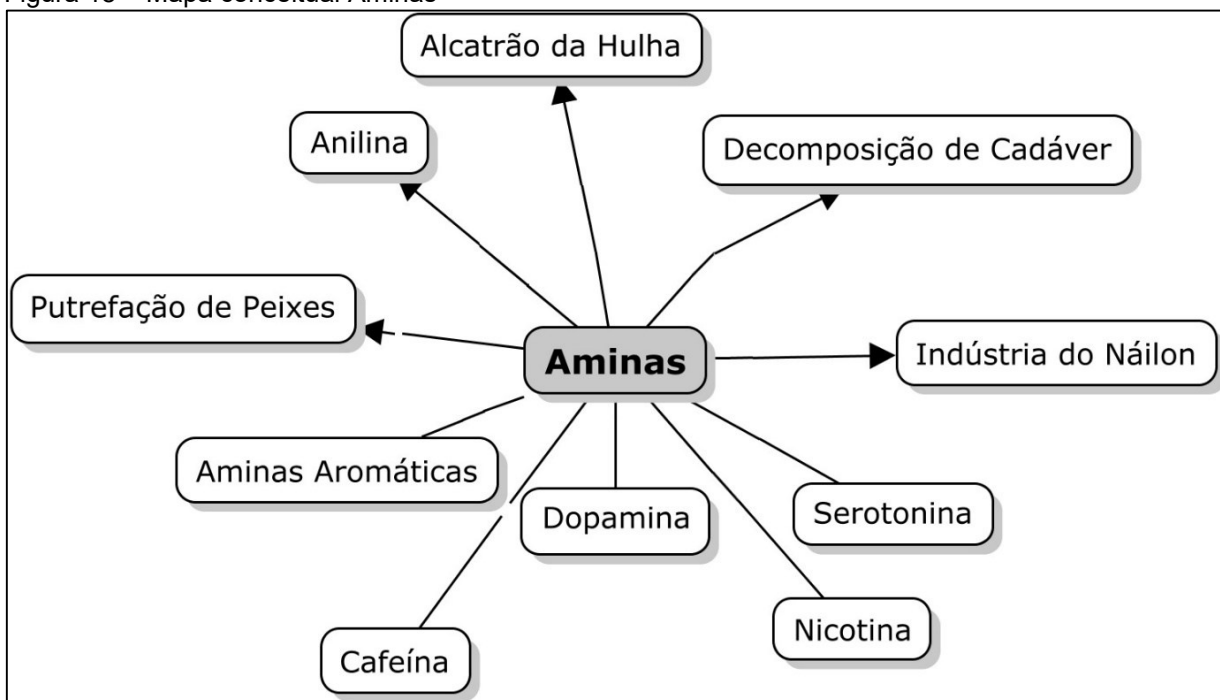 Alcatrão da Hulha
Anilina
Decomposição de Cadáver
Putrefação de Peixes
Aminas
Indústria do Náilon
Aminas Aromáticas
Dopamina
Serotonina
Nicotina
Cafeína